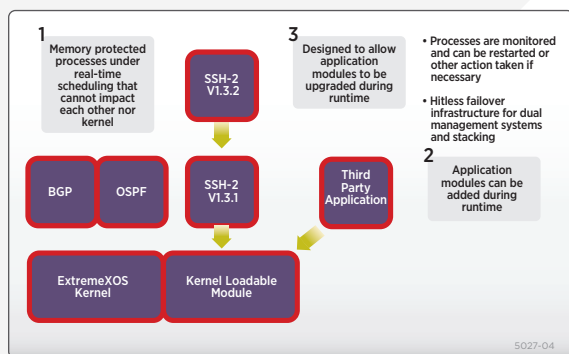 1
Memory protected
processes under
real-time
scheduling that
cannot impact
each other nor
kernel
SSH-2
V1.3.2
3
Designed to allow
application
modules to be
upgraded during
runtime
• Processes are monitored
and can be restarted or
other action taken if
necessary
• Hitless failover
infrastructure for dual
management systems
and stacking
2
Application
modules can be
added during
runtime
BGP
OSPF
SSH-2
V1.3.1
Third
Party
Application
ExtremeXOS
Kernel
Kernel Loadable
Module
5027-04